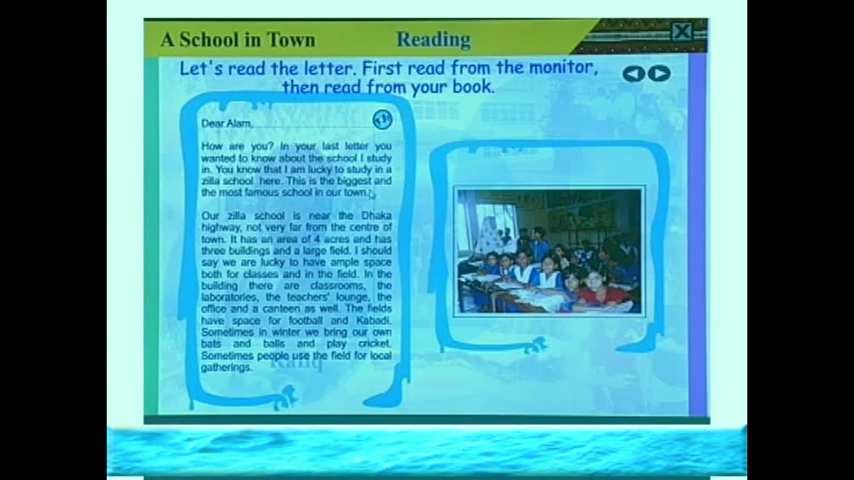 A School in Town
Reading
Let's read the letter. First read from the monitor,
then read from your book.
Dear Alam,
How are you? In your last letter you
wanted to know about the school I study
in. You know that I am lucky to study in a
zilla school here. This is the biggest and
the most famous school in our town.
Our zilla school is near the Dhaka
highway, not very far from the centre of
town. It has an area of 4 acres and has
three buildings and a large field. I should
say we are lucky to have ample space
both for classes and in the field. In the
building there are classrooms, the
laboratories, the teachers' lounge, the
office and a canteen as well. The fields
have space for football and Kabadi.
Sometimes in winter we bring our own
bats and balls and play cricket.
Sometimes people use the field for local
gatherings.
Rafiq